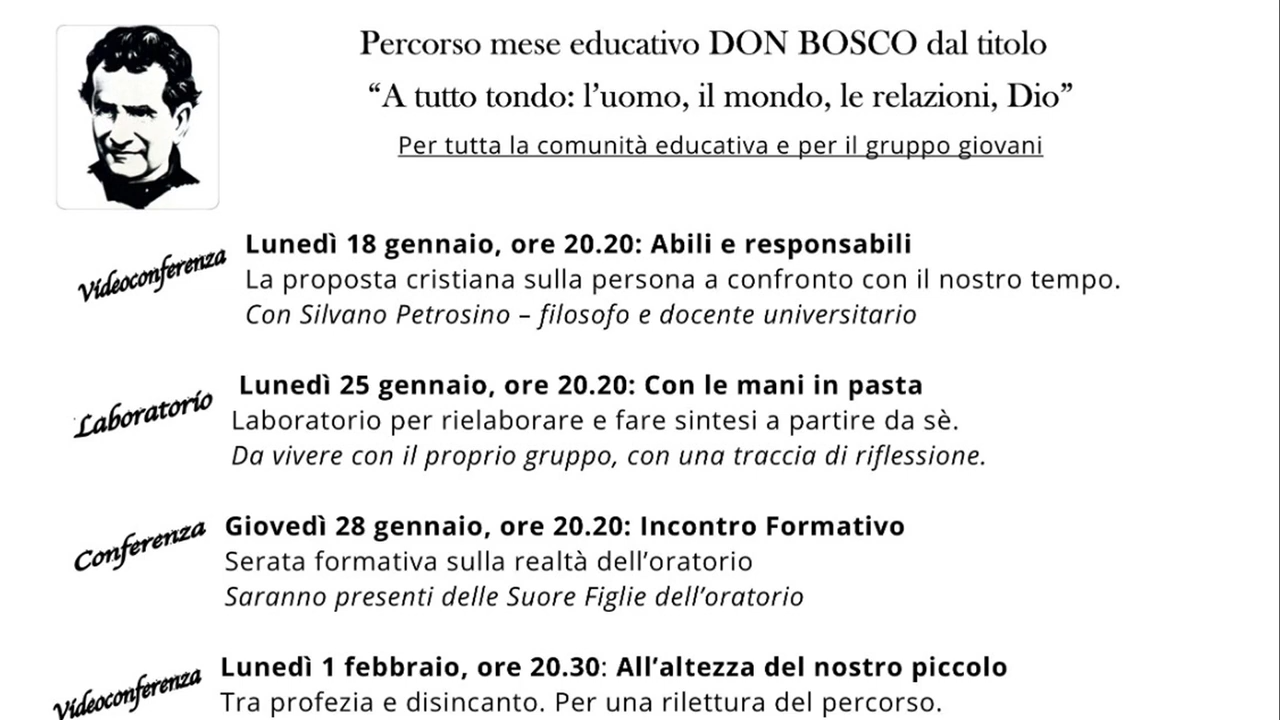 Percorso mese educativo DON BOSCO dal titolo
“A tutto tondo: l’uomo, il mondo, le relazioni, Dio”
Per tutta la comunità educativa e per il gruppo giovani
Videoconferenza
Lunedì 18 gennaio, ore 20.20: Abili e responsabili
La proposta cristiana sulla persona a confronto con il nostro tempo.
Con Silvano Petrosino – filosofo e docente universitario
Laboratorio
Lunedì 25 gennaio, ore 20.20: Con le mani in pasta
Laboratorio per rielaborare e fare sintesi a partire da sè.
Da vivere con il proprio gruppo, con una traccia di riflessione.
Conferenza
Giovedì 28 gennaio, ore 20.20: Incontro Formativo
Serata formativa sulla realtà dell’oratorio
Saranno presenti delle Suore Figlie dell’oratorio
Videoconferenza
Lunedì 1 febbraio, ore 20.30: All’altezza del nostro piccolo
Tra profezia e disincanto. Per una rilettura del percorso.